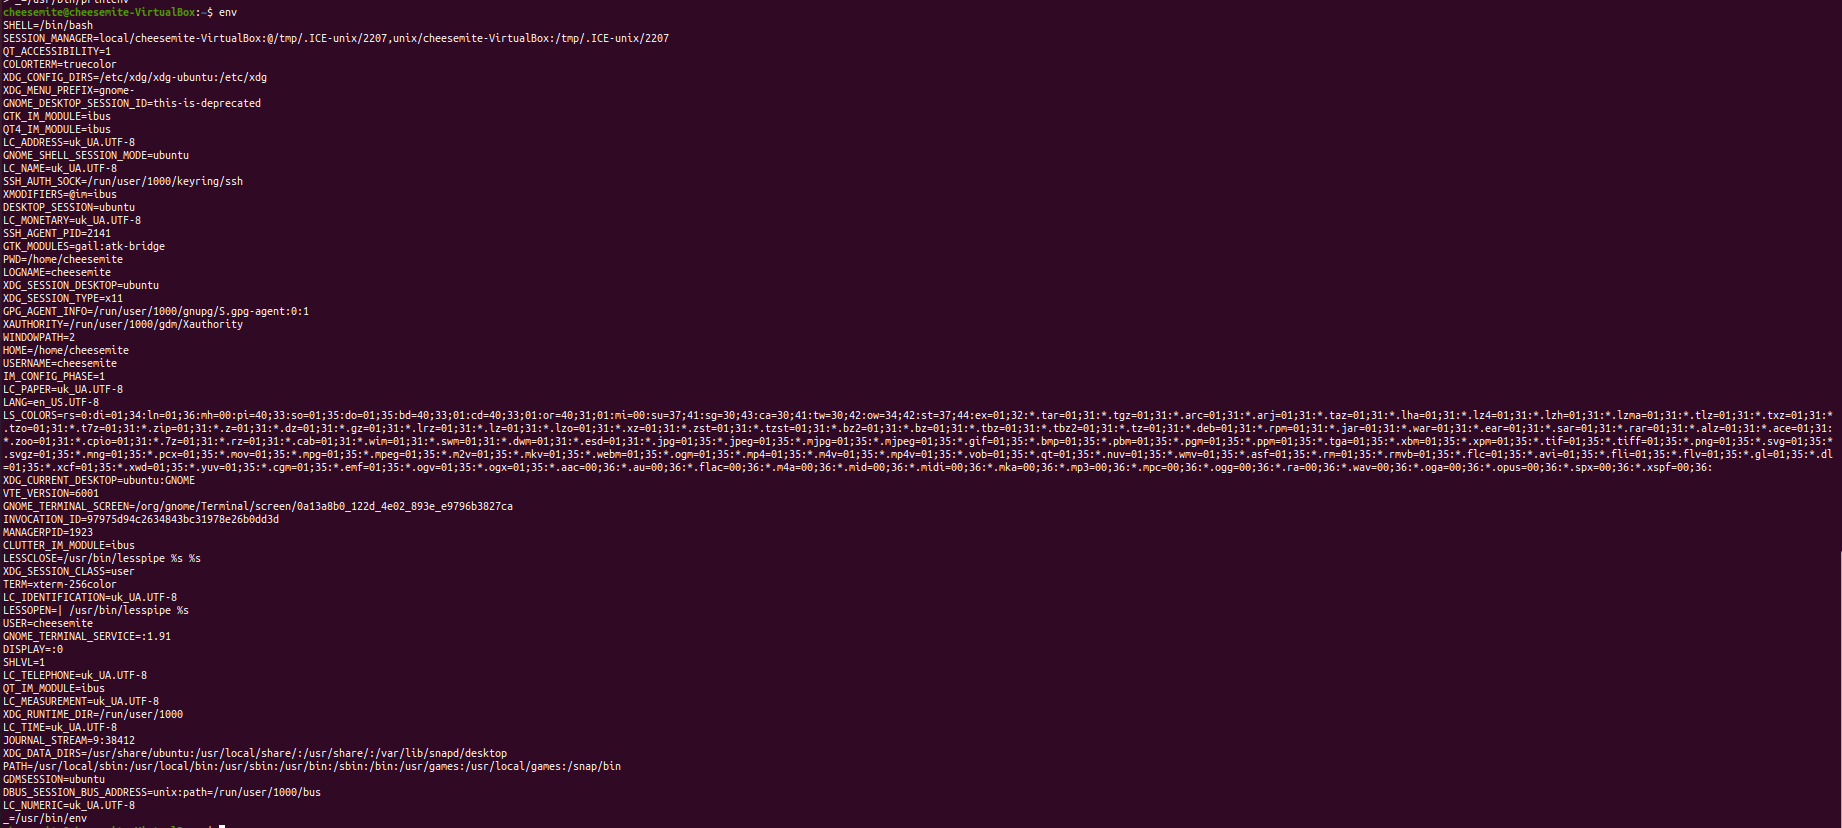 > _=/usr/bin/printenv
cheesemite@cheesemite-VirtualBox:~$ env
SHELL=/bin/bash
SESSION_MANAGER=local/cheesemite-VirtualBox:@/tmp/.ICE-unix/2207,unix/cheesemite-VirtualBox:/tmp/.ICE-unix/2207
QT_ACCESSIBILITY=1
COLORTERM=truecolor
XDG_CONFIG_DIRS=/etc/xdg/xdg-ubuntu:/etc/xdg
XDG_MENU_PREFIX=gnome-
GNOME_DESKTOP_SESSION_ID=this-is-deprecated
GTK_IM_MODULE=ibus
QT4_IM_MODULE=ibus
LC_ADDRESS=uk_UA.UTF-8
GNOME_SHELL_SESSION_MODE=ubuntu
LC_NAME=uk_UA.UTF-8
SSH_AUTH_SOCK=/run/user/1000/keyring/ssh
XMODIFIERS=@im=ibus
DESKTOP_SESSION=ubuntu
LC_MONETARY=uk_UA.UTF-8
SSH_AGENT_PID=2141
GTK_MODULES=gail:atk-bridge
PWD=/home/cheesemite
LOGNAME=cheesemite
XDG_SESSION_DESKTOP=ubuntu
XDG_SESSION_TYPE=x11
GPG_AGENT_INFO=/run/user/1000/gnupg/S.gpg-agent:0:1
XAUTHORITY=/run/user/1000/gdm/Xauthority
WINDOWPATH=2
HOME=/home/cheesemite
USERNAME=cheesemite
IM_CONFIG_PHASE=1
LC_PAPER=uk_UA.UTF-8
LANG=en_US.UTF-8
LS_COLORS=rs=0:di=01;34:ln=01;36:mh=00:pi=40;33:so=01;35:do=01;35:bd=40;33;01:cd=40;33;01:or=40;31;01:mi=00:su=37;41:sg=30;43:ca=30;41:tw=30;42:ow=34;42:st=37;44:ex=01;32:*.tar=01;31:*.tgz=01;31:*.arc=01;31:*.arj=01;31:*.taz=01;31:*.lha=01;31:*.lz4=01;31:*.lzh=01;31:*.lzma=01;31:*.tlz=01;31:*.txz=01;31:*
.tzo=01;31:*.t7z=01;31:*.zip=01;31:*.z=01;31:*.dz=01;31:*.gz=01;31:*.lrz=01;31:*.lz=01;31:*.lzo=01;31:*.xz=01;31:*.zst=01;31:*.tzst=01;31:*.bz2=01;31:*.bz=01;31:*.tbz=01;31:*.tbz2=01;31:*.tz=01;31:*.deb=01;31:*.rpm=01;31:*.jar=01;31:*.war=01;31:*.ear=01;31:*.sar=01;31:*.rar=01;31:*.alz=01;31:*.ace=01;31:
*.zoo=01;31:*.cpio=01;31:*.7z=01;31:*.rz=01;31:*.cab=01;31:*.wim=01;31:*.swm=01;31:*.dwm=01;31:*.esd=01;31:*.jpg=01;35:*.jpeg=01;35:*.mjpg=01;35:*.mjpeg=01;35:*.gif=01;35:*.bmp=01;35:*.pbm=01;35:*.pgm=01;35:*.ppm=01;35:*.tga=01;35:*.xbm=01;35:*.xpm=01;35:*.tif=01;35:*.tiff=01;35:*.png=01;35:*.svg=01;35:*
.svgz=01;35:*.mng=01;35:*.pcx=01;35:*.mov=01;35:*.mpg=01;35:*.mpeg=01;35:*.m2v=01;35:*.mkv=01;35:*.webm=01;35:*.ogm=01;35:*.mp4=01;35:*.m4v=01;35:*.mp4v=01;35:*.vob=01;35:*.qt=01;35:*.nuv=01;35:*.wmv=01;35:*.asf=01;35:*.rm=01;35:*.rmvb=01;35:*.flc=01;35:*.avi=01;35:*.fli=01;35:*.flv=01;35:*.gl=01;35:*.dl
=01;35:*.xcf=01;35:*.xwd=01;35:*.yuv=01;35:*.cgm=01;35:*.emf=01;35:*.ogv=01;35:*.ogx=01;35:*.aac=00;36:*.au=00;36:*.flac=00;36:*.m4a=00;36:*.mid=00;36:*.midi=00;36:*.mka=00;36:*.mp3=00;36:*.mpc=00;36:*.ogg=00;36:*.ra=00;36:*.wav=00;36:*.oga=00;36:*.opus=00;36:*.spx=00;36:*.xspf=00;36:
XDG_CURRENT_DESKTOP=ubuntu:GNOME
VTE_VERSION=6001
GNOME_TERMINAL_SCREEN=/org/gnome/Terminal/screen/0a13a8b0_122d_4e02_893e_e9796b3827ca
INVOCATION_ID=97975d94c2634843bc31978e26b0dd3d
MANAGERPID=1923
CLUTTER_IM_MODULE=ibus
LESSCLOSE=/usr/bin/lesspipe %s %s
XDG_SESSION_CLASS=user
TERM=xterm-256color
LC_IDENTIFICATION=uk_UA.UTF-8
LESSOPEN=| /usr/bin/lesspipe %s
USER=cheesemite
GNOME_TERMINAL_SERVICE=:1.91
DISPLAY=:0
SHLVL=1
LC_TELEPHONE=uk_UA.UTF-8
QT_IM_MODULE=ibus
LC_MEASUREMENT=uk_UA.UTF-8
XDG_RUNTIME_DIR=/run/user/1000
LC_TIME=uk_UA.UTF-8
JOURNAL_STREAM=9:38412
XDG_DATA_DIRS=/usr/share/ubuntu:/usr/local/share/:/usr/share/:/var/lib/snapd/desktop
PATH=/usr/local/sbin:/usr/local/bin:/usr/sbin:/usr/bin:/sbin:/bin:/usr/games:/usr/local/games:/snap/bin
GDMSESSION=ubuntu
DBUS_SESSION_BUS_ADDRESS=unix:path=/run/user/1000/bus
LC_NUMERIC=uk_UA.UTF-8
_=/usr/bin/env